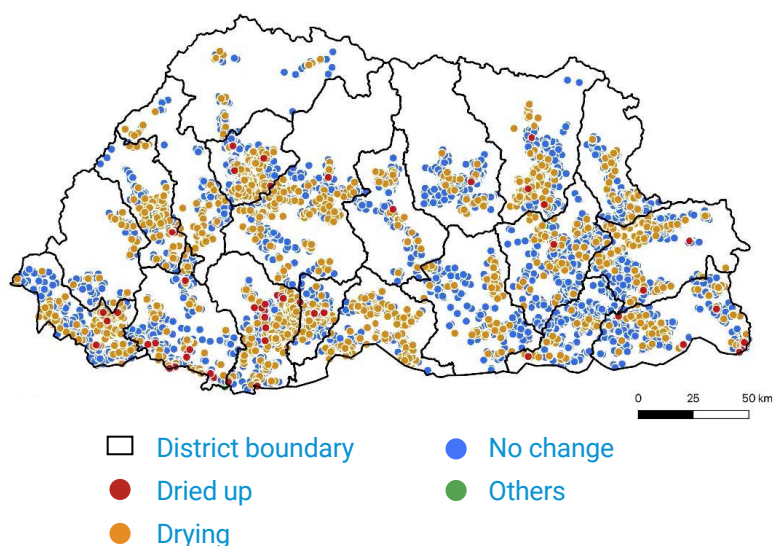 0 25 50 km
District boundary
No change
Dried up
Others
Drying